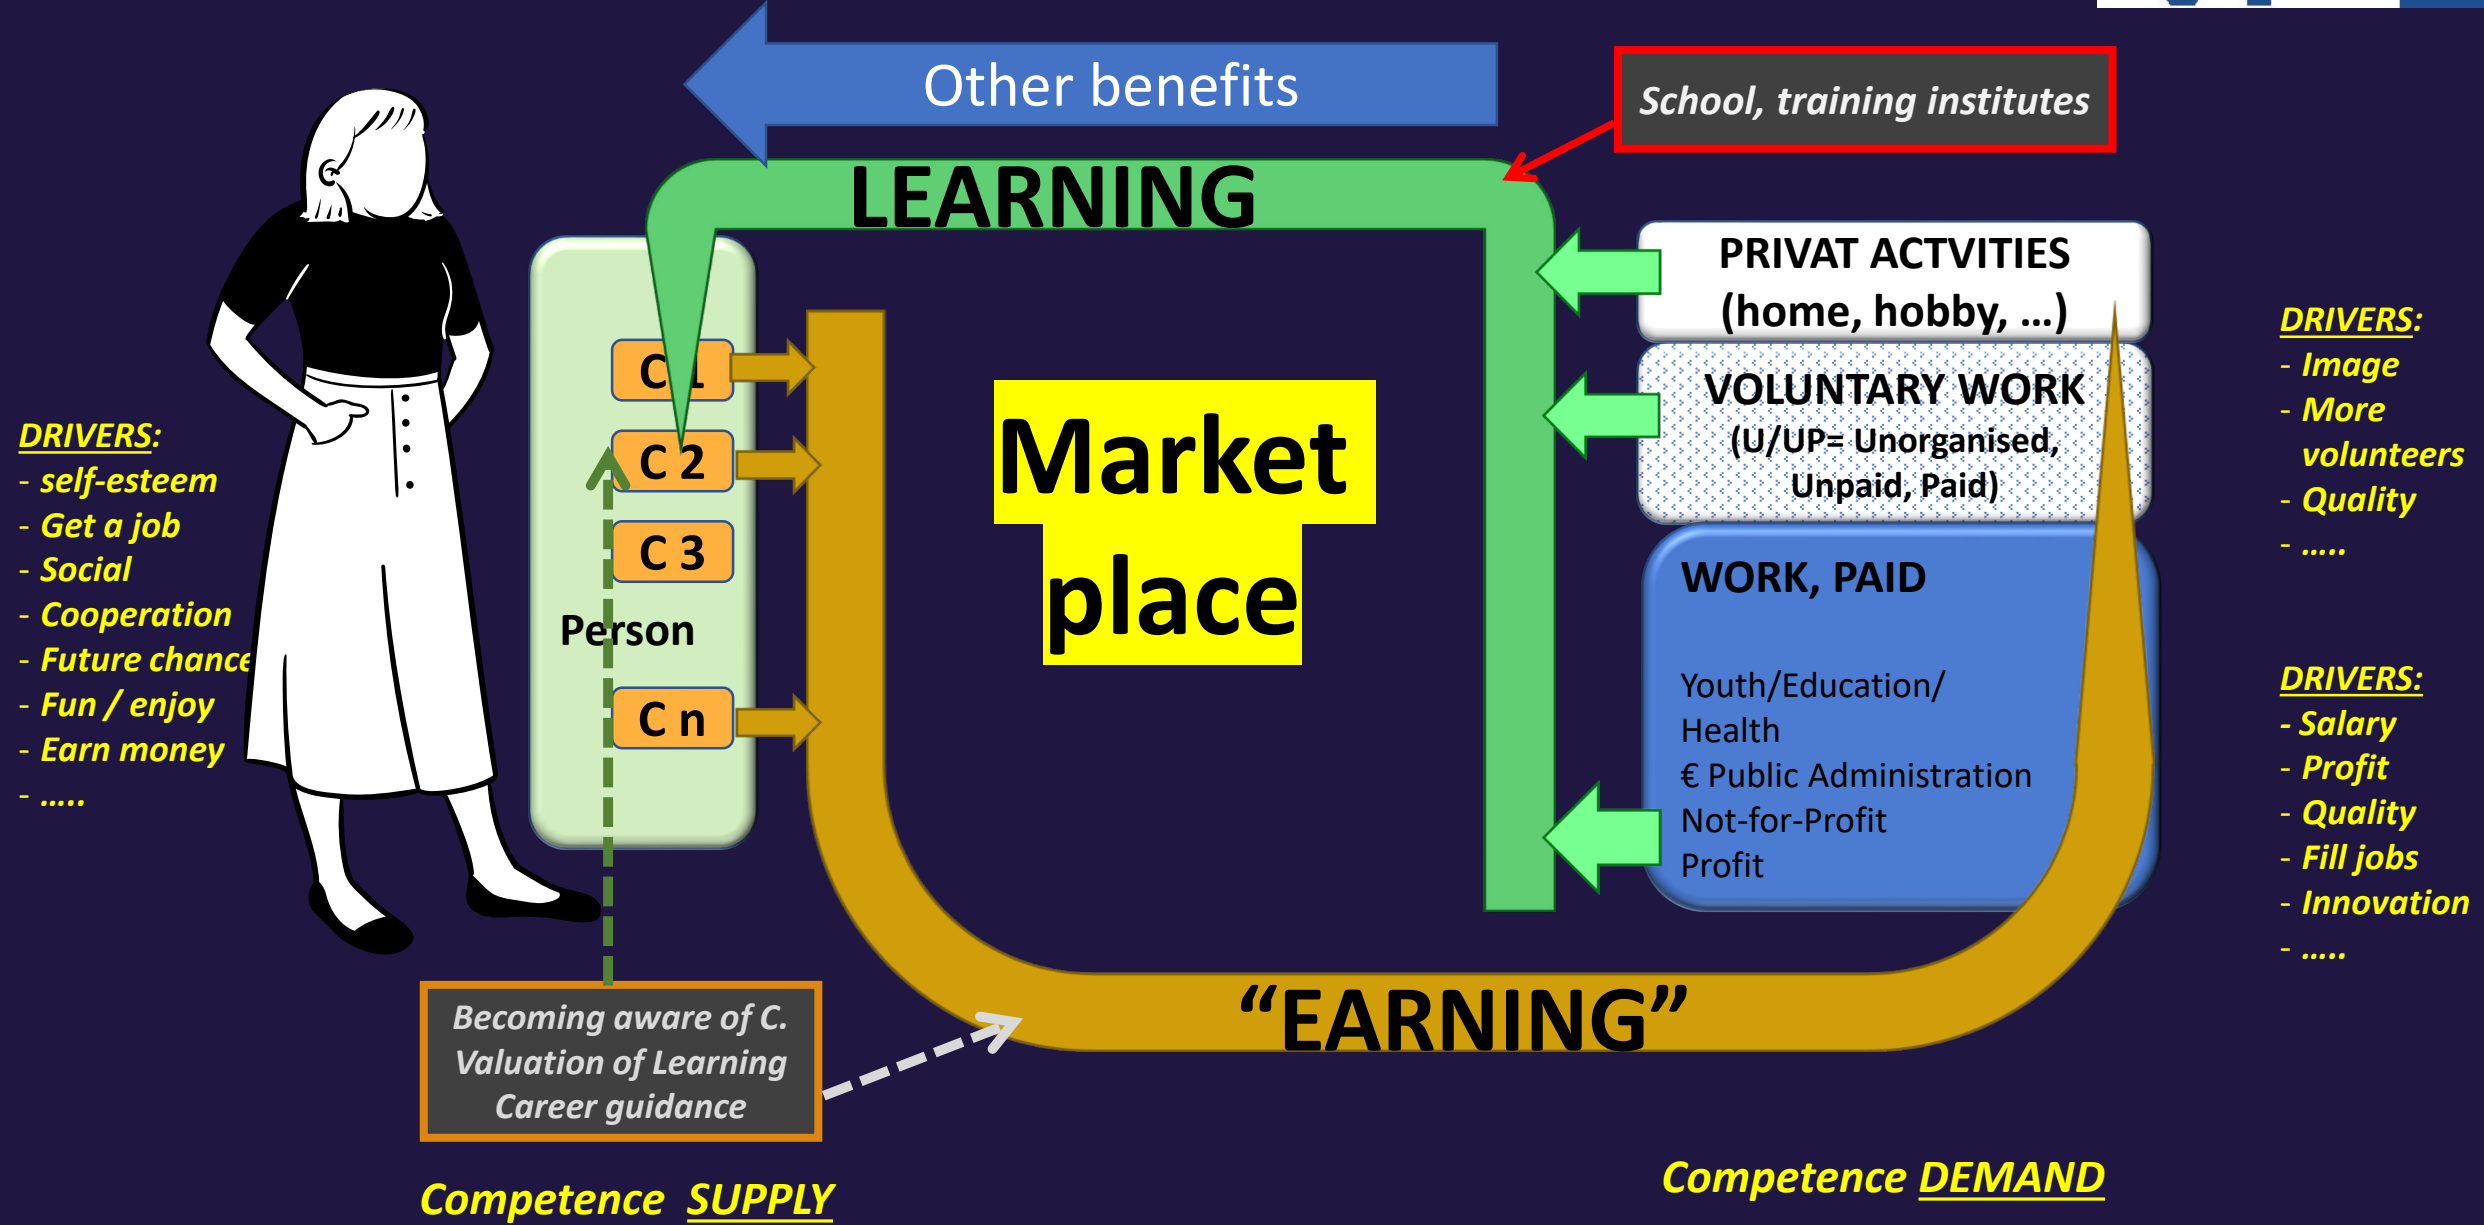 Other benefits
School, training institutes
LEARNING
PRIVAT ACTVITIES
(home, hobby, ...)
VOLUNTARY WORK
(U/UP= Unorganised,
Unpaid, Paid)
WORK, PAID
Youth/Education/
Health
€ Public Administration
Not-for-Profit
Profit
DRIVERS:
- Image
- More
volunteers
- Quality
- .....
DRIVERS:
- Salary
- Profit
- Quality
- Fill jobs
- Innovation
- .....
DRIVERS:
- self-esteem
- Get a job
- Social
- Cooperation
- Future chance
- Fun / enjoy
- Earn money
- .....
C 1
C 2
C 3
Person
C n
Market
place
"EARNING"
Becoming aware of C.
Valuation of Learning
Career guidance
Competence SUPPLY
Competence DEMAND